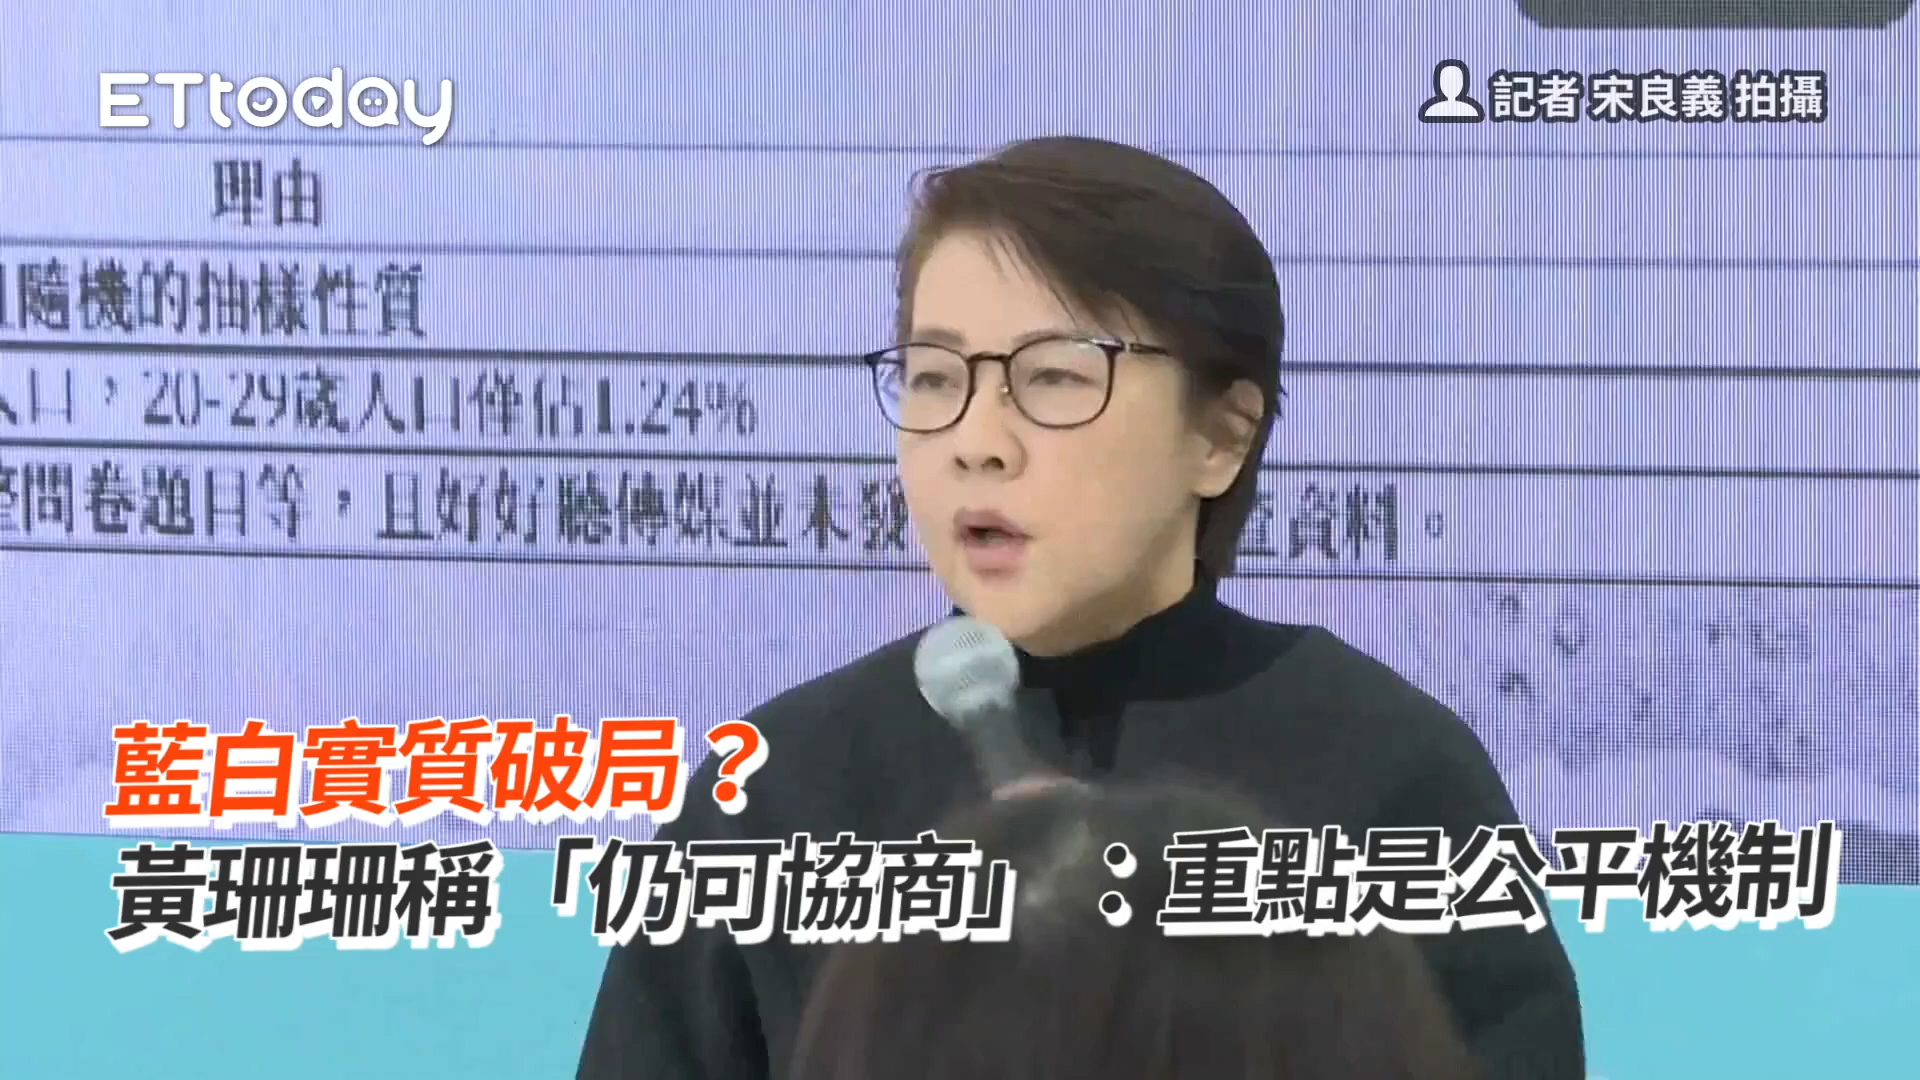 ETtoday
記者 宋良義 拍攝
理由
隨機的抽樣性質
人口，20-29歲人口僅佔1.24%
問卷題目等，且好好聽傳媒並未發
資料。
藍白實質破局？
黃珊珊稱「仍可協商」：重點是公平機制